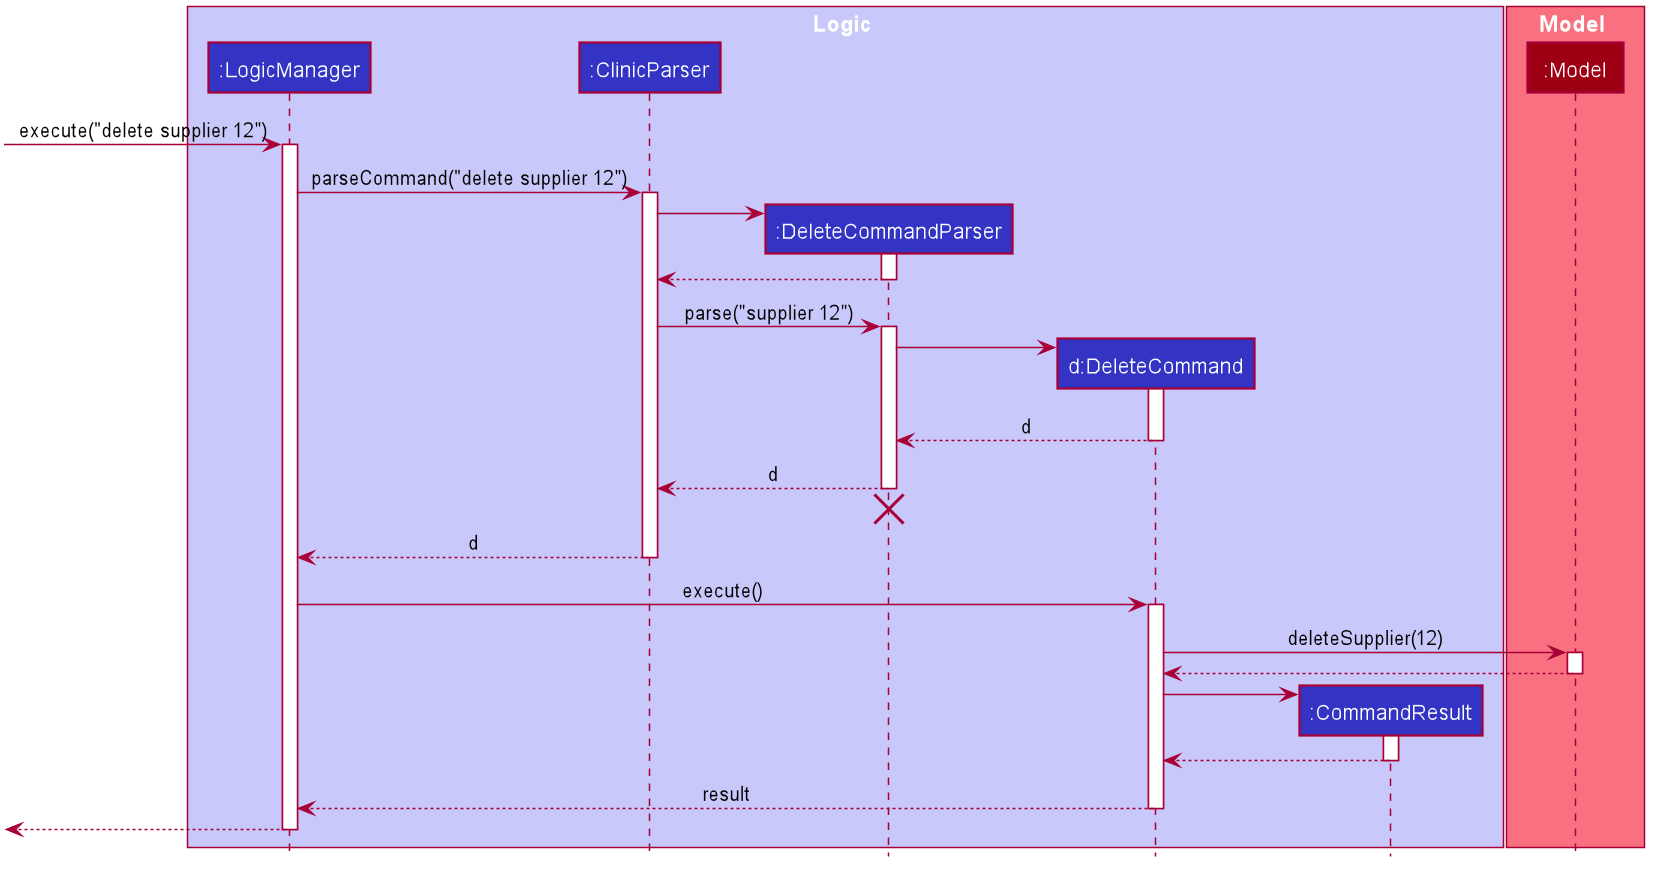 Logic
Model
:LogicManager
:ClinicParser
:Model
execute("delete supplier 12")
parseCommand("delete supplier 12")
:DeleteCommandParser
parse("supplier 12")
d:DeleteCommand
d
d
d
execute()
deleteSupplier(12)
:CommandResult
result